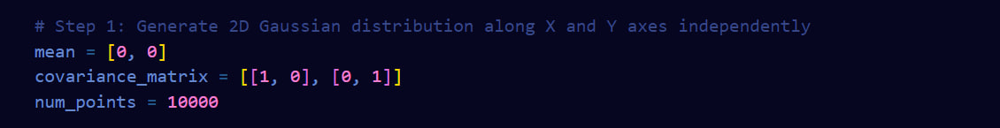 # Step 1: Generate 2D Gaussian distribution along X and Y axes independently
mean = [0, 0]
covariance_matrix = [[1, 0], [0, 1]]
num_points = 10000